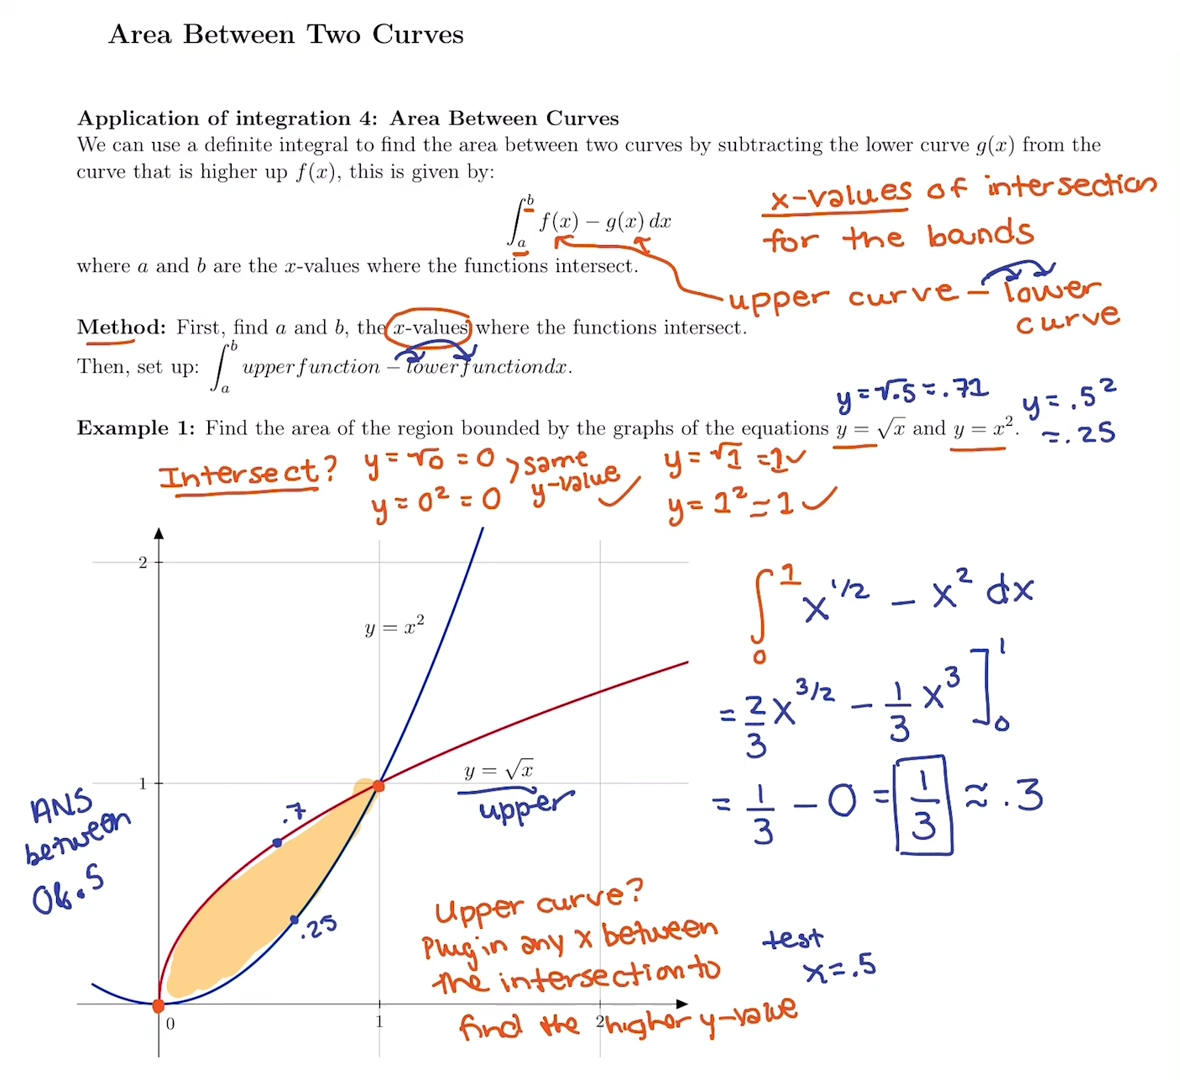 Area Between Two Curves
Application of integration 4: Area Between Curves
We can use a definite integral to find the area between two curves by subtracting the lower curve g(x) from the
curve that is higher up f(x), this is given by:
∫_a^b f(x) − g(x) dx
where a and b are the x-values where the functions intersect.
x-values of intersection
for the bands
upper curve − lower
curve
Method: First, find a and b, the x-values where the functions intersect.
Then, set up: ∫_a^b upperfunction − lowerfunctiondx.
y=√.5=.71
y=.5²
=.25
Example 1: Find the area of the region bounded by the graphs of the equations y = √x and y = x².
Intersect? y=√0=0 >same
y=0²=0 y-value ✓
y=√1=1✓
y=1²=1✓
2
y = x²
1
y = √x
upper
.7
.25
0
1
2
ANS
between
0&.5
∫_0^1 x^1/2 − x² dx
= 2/3 x^3/2 − 1/3 x³ ]_0^1
= 1/3 − 0 = 1/3 ≈ .3
Upper curve?
Plug in any x between
the intersection to
find the higher y-value
test
x=.5